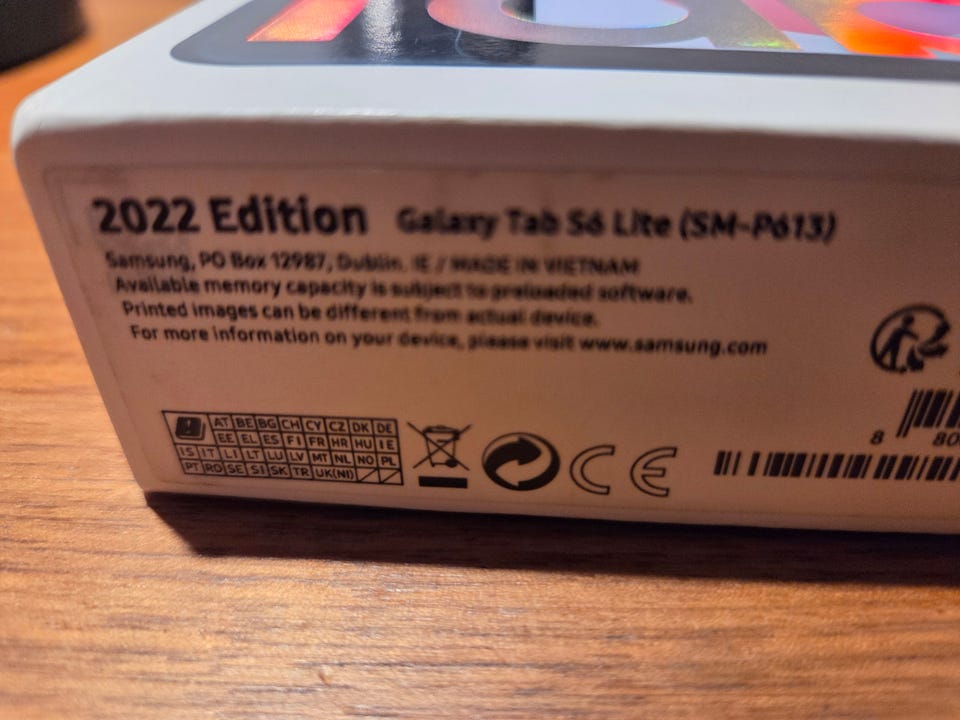 2022 Edition Galaxy Tab S6 Lite (SM-P613)
Samsung, PO Box 12987, Dublin. IE / MADE IN VIETNAM
Available memory capacity is subject to preloaded software.
Printed images can be different from actual device.
For more information on your device, please visit www.samsung.com
AT BE BG CH CY CZ DK DE
EE EL ES FI FR HR HU IE
IS IT LI LT LU LV MT NL NO PL
PT RO SE SI SK TR UK(NI)
CE
8 80